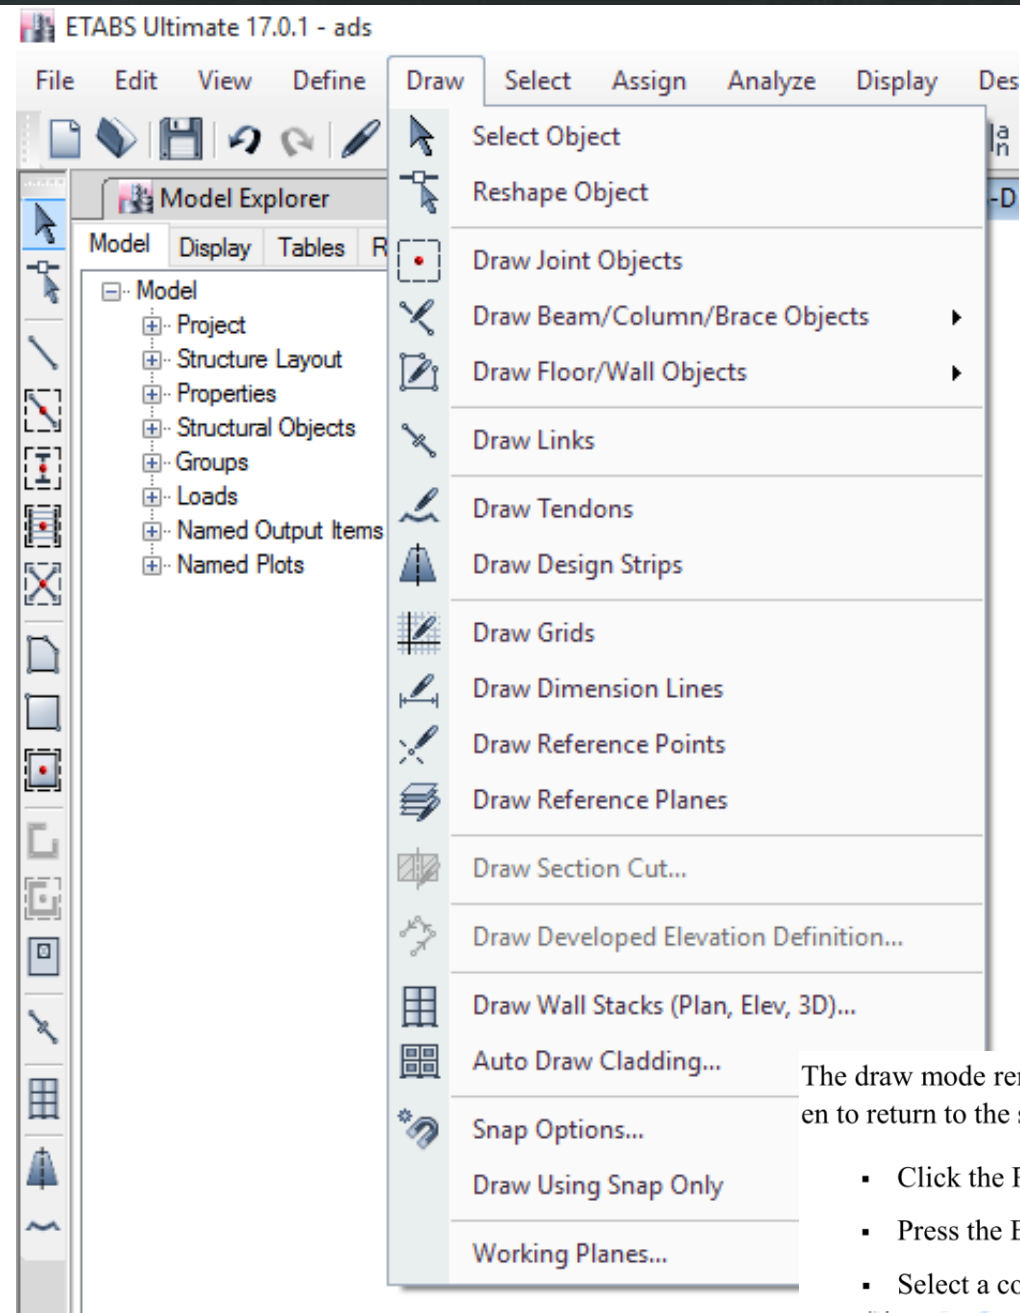 ETABS Ultimate 17.0.1 - ads
File Edit View Define Draw Select Assign Analyze Display Des
Model Explorer
-D
Model Display Tables R
Model
Project
Structure Layout
Properties
Structural Objects
Groups
Loads
Named Output Items
Named Plots
Select Object
Reshape Object
Draw Joint Objects
Draw Beam/Column/Brace Objects
Draw Floor/Wall Objects
Draw Links
Draw Tendons
Draw Design Strips
Draw Grids
Draw Dimension Lines
Draw Reference Points
Draw Reference Planes
Draw Section Cut...
Draw Developed Elevation Definition...
Draw Wall Stacks (Plan, Elev, 3D)...
Auto Draw Cladding...
Snap Options...
Draw Using Snap Only
Working Planes...
The draw mode
en to return to the
▪ Click the
▪ Press the
▪ Select a